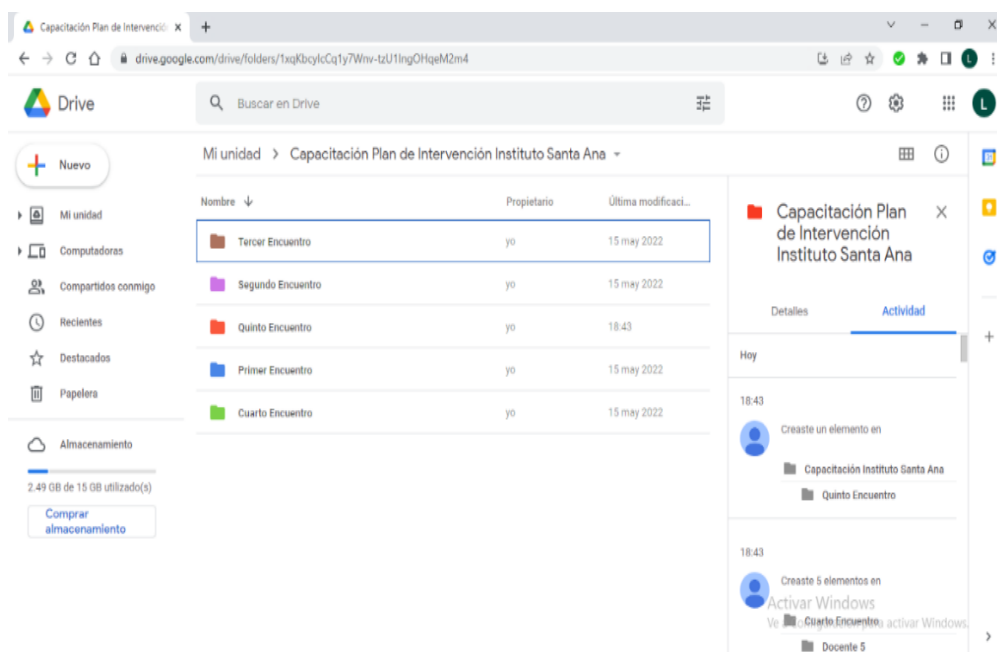 Capacitación Plan de Intervenció
drive.google.com/drive/folders/1xqKbcylcCq1y7Wnv-tzU1IngOHqeM2m4
L
Drive
Buscar en Drive
L
Nuevo
Mi unidad
Computadoras
Compartidos conmigo
Recientes
Destacados
Papelera
Almacenamiento
2.49 GB de 15 GB utilizado(s)
Comprar
almacenamiento
Mi unidad > Capacitación Plan de Intervención Instituto Santa Ana
Nombre Propietario Última modificaci...
Tercer Encuentro yo 15 may 2022
Segundo Encuentro yo 15 may 2022
Quinto Encuentro yo 18:43
Primer Encuentro yo 15 may 2022
Cuarto Encuentro yo 15 may 2022
Capacitación Plan
de Intervención
Instituto Santa Ana
Detalles Actividad
Hoy
18:43
Creaste un elemento en
Capacitación Instituto Santa Ana
Quinto Encuentro
18:43
Creaste 5 elementos en
Activar Windows
Cuarto Encuentro
activar Windows.
Docente 5